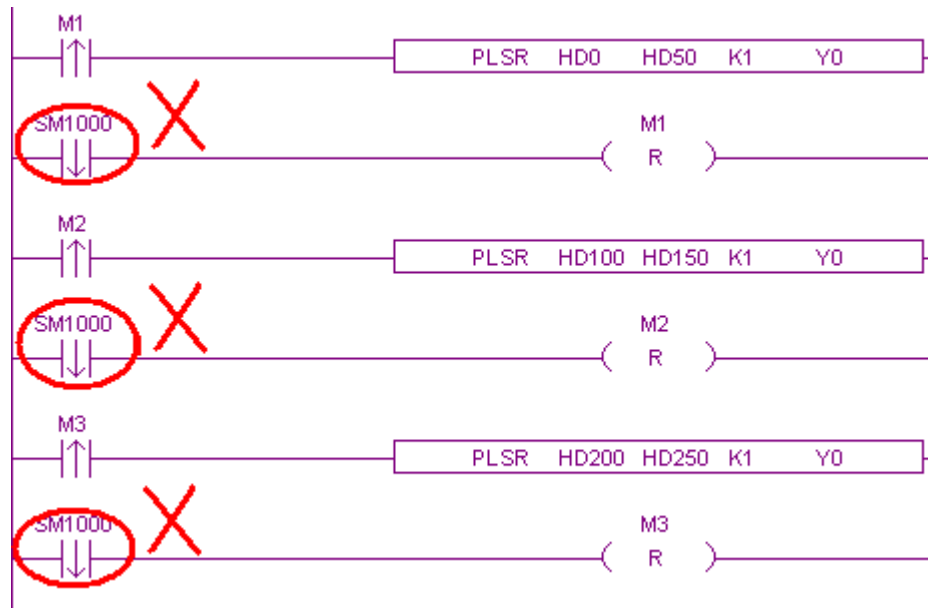 M1
PLSR HD0 HD50 K1 Y0
SM1000
M1
R
M2
PLSR HD100 HD150 K1 Y0
SM1000
M2
R
M3
PLSR HD200 HD250 K1 Y0
SM1000
M3
R